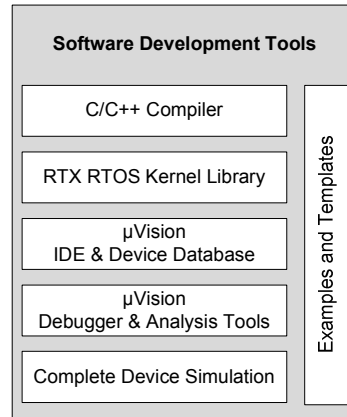 Software Development Tools
C/C++ Compiler
RTX RTOS Kernel Library
µVision
IDE & Device Database
µVision
Debugger & Analysis Tools
Complete Device Simulation
Examples and Templates